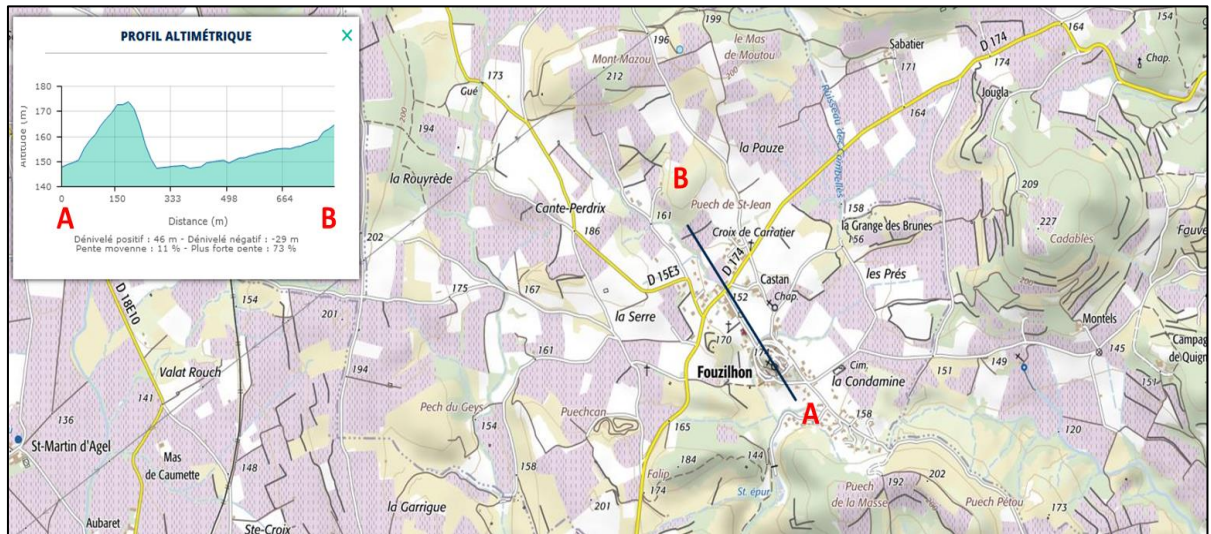 PROFIL ALTIMÉTRIQUE
×
180
170
160
150
140
Altitude (m)
0
150
333
498
664
A
Distance (m)
B
Dénivelé positif : 46 m - Dénivelé négatif : -29 m
Pente moyenne : 11 % - Plus forte pente : 73 %
199
196
le Mas
de Moutou
Mont Mazou
212
200
173
Gué
200
194
la Rouyrède
Sabatier
171
D 174
174
164
154
Chap.
Jougla
164
la Pauze
B
161
Puech de St-Jean
Croix de Carratier
Cante-Perdrix
186
202
D 15E3
D 174
158
la Grange des Brunes
156
209
227
Cadables
200
les Prés
Castan
Chap.
152
175
167
la Serre
154
D 18E10
201
170
Fouzilhon
161
194
Valat Rouch
141
136
St-Martin d'Agel
Mas
de Caumette
148
Aubaret
Ste-Croix
Pech du Geys
154
Puechcan
158
la Garrigue
201
165
Falip
184
174
144
St. épur
A
Cim.
la Condamine
158
151
149
Montels
145
151
120
202
192
Puech
de la Masse
Puech Pétou
173